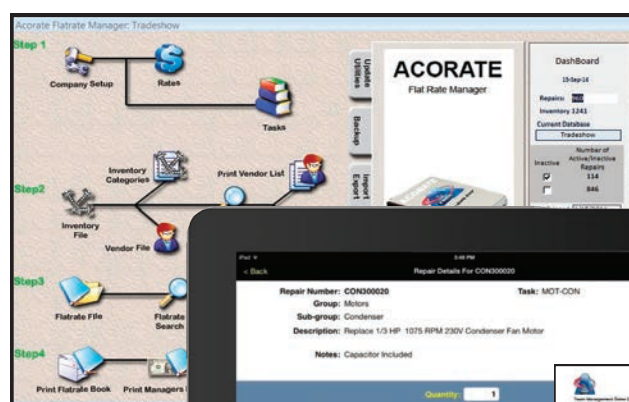 Acorate Flatrate Manager: Tradeshow
Step 1
Company Setup
Rates
Tasks
Update Utilities
Backup
Import Export
ACORATE
Flat Rate Manager
DashBoard
15-Sep-16
Repairs:
Inventory 1241
Current Database
Tradeshow
Number of
Inactive Active/Inactive
Repairs
114
846
Step2
Inventory
Categories
Print Vendor List
Inventory
File
Vendor File
Step3
Flatrate File
Flatrate
Search
Step4
Print Flatrate Book
Print Managers
iPad
3:48 PM
< Back
Repair Details For CON300020
Repair Number: CON300020
Task: MOT-CON
Group: Motors
Sub-group: Condenser
Description: Replace 1/3 HP 1075 RPM 230V Condenser Fan Motor
Notes: Capacitor Included
Quantity: 1